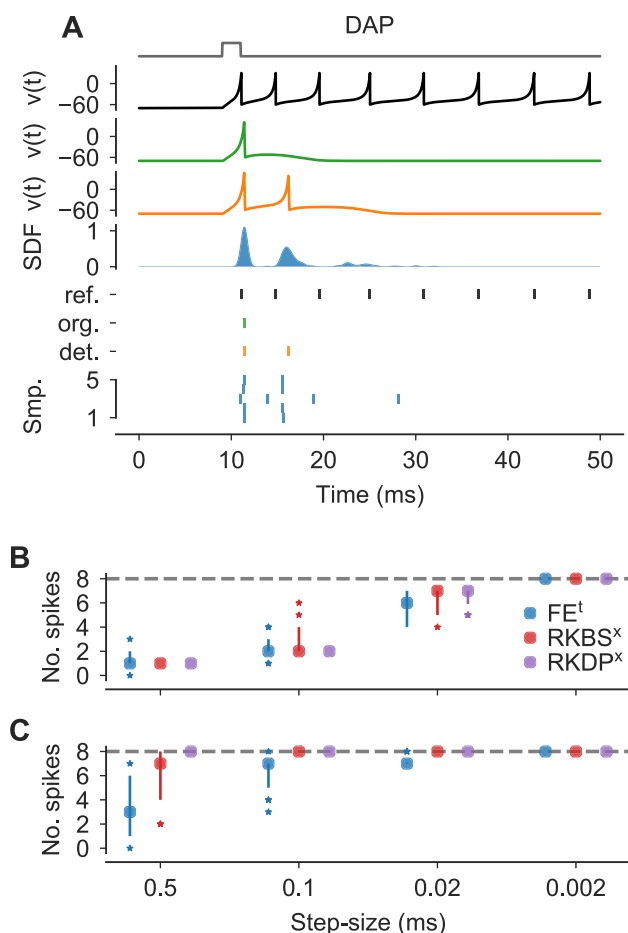 A
DAP
v(t)
0
−60
v(t)
0
−60
v(t)
0
−60
SDF
1
0
ref.
org.
det.
Smp.
5
1
0 10 20 30 40 50
Time (ms)
B
No. spikes
8
6
4
2
0
FEᵗ
RKBSˣ
RKDPˣ
C
No. spikes
8
6
4
2
0
0.5 0.1 0.02 0.002
Step-size (ms)